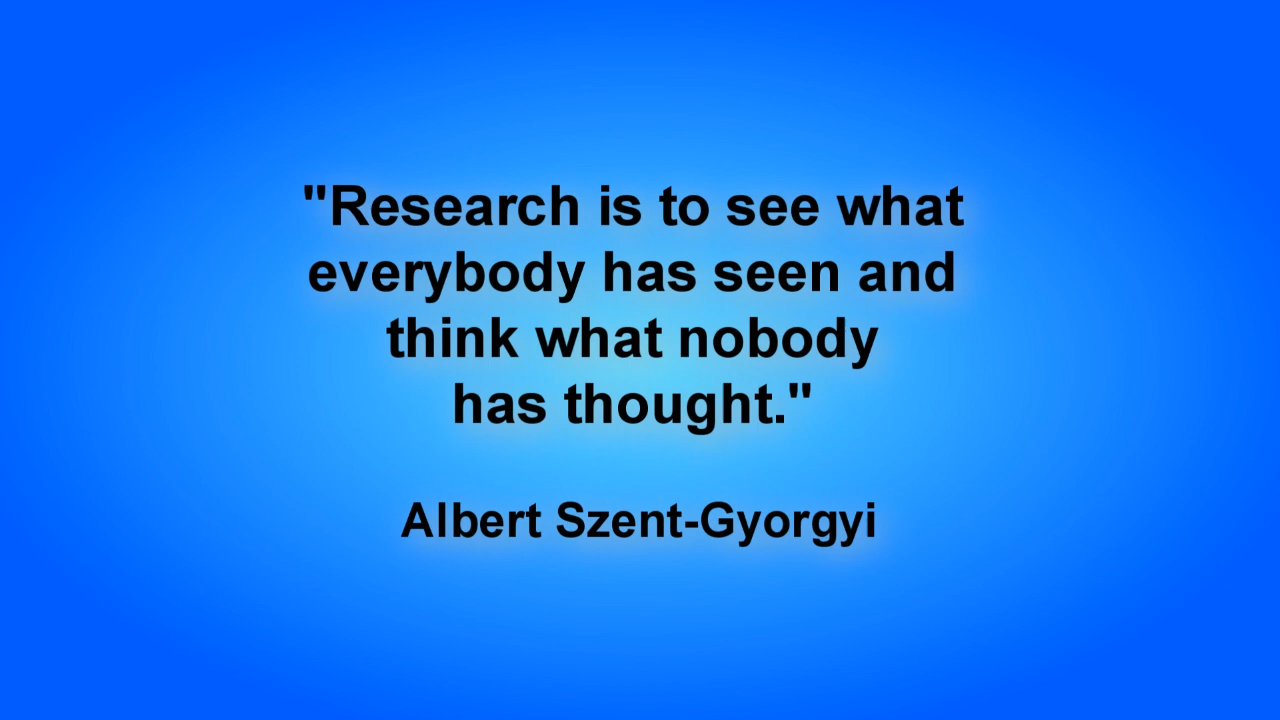 "Research is to see what
everybody has seen and
think what nobody
has thought."
Albert Szent-Gyorgyi